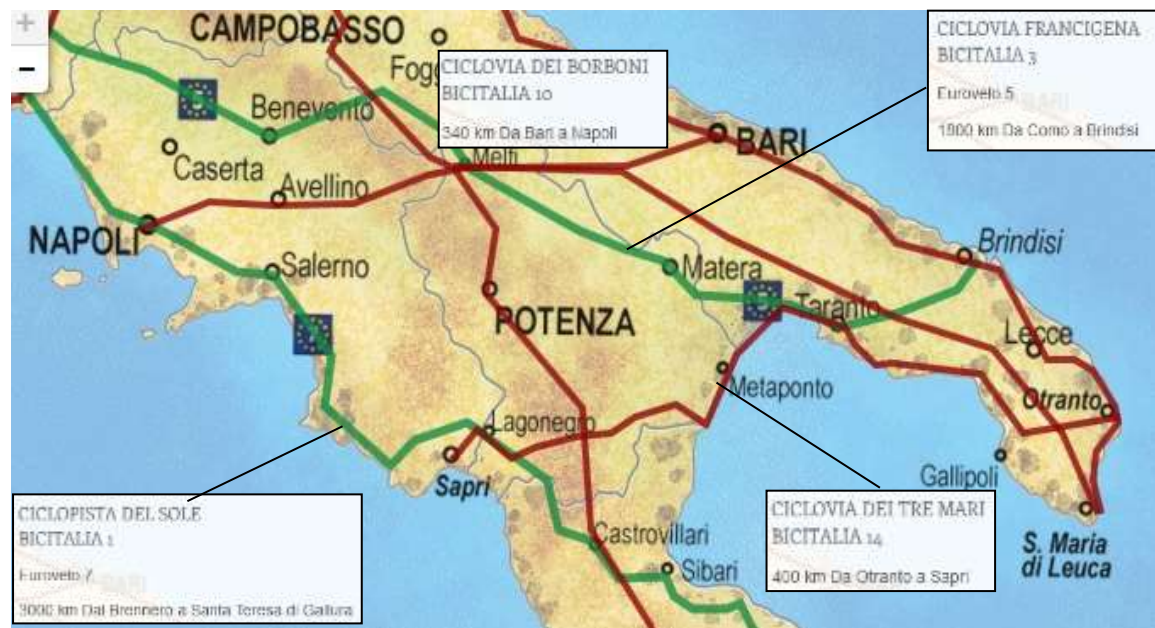 +
−
CAMPOBASSO
Fogg
CICLOVIA DEI BORBONI
BICITALIA 10
340 km Da Bari a Napoli
CICLOVIA FRANCIGENA
BICITALIA 3
Eurovelo 5
1800 km Da Como a Brindisi
Benevento
BARI
Caserta
Melfi
Avellino
NAPOLI
Brindisi
Salerno
Matera
POTENZA
Taranto
Lecce
Metaponto
Otranto
Lagonegro
Sapri
Gallipoli
CICLOPISTA DEL SOLE
BICITALIA 1
Eurovelo 7
3000 km Dal Brennero a Santa Teresa di Gallura
CICLOVIA DEI TRE MARI
BICITALIA 14
400 km Da Otranto a Sapri
Castrovillari
Sibari
S. Maria
di Leuca